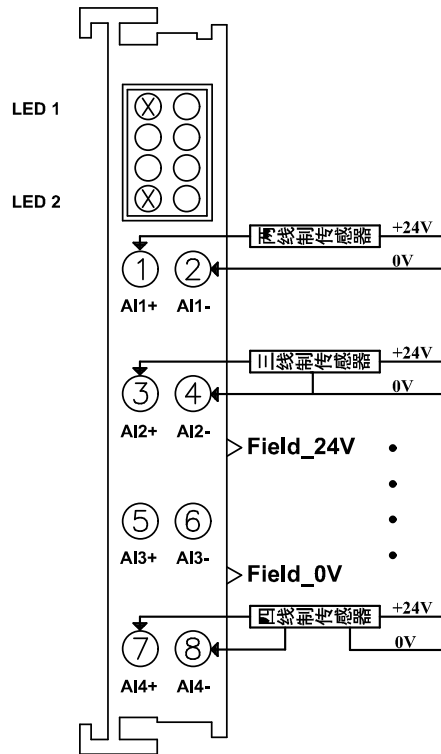 LED 1
LED 2
两线制传感器
+24V
1
2
0V
AI1+
AI1-
三线制传感器
+24V
3
4
0V
AI2+
AI2-
Field_24V
5
6
AI3+
AI3-
Field_0V
四线制传感器
+24V
7
8
0V
AI4+
AI4-